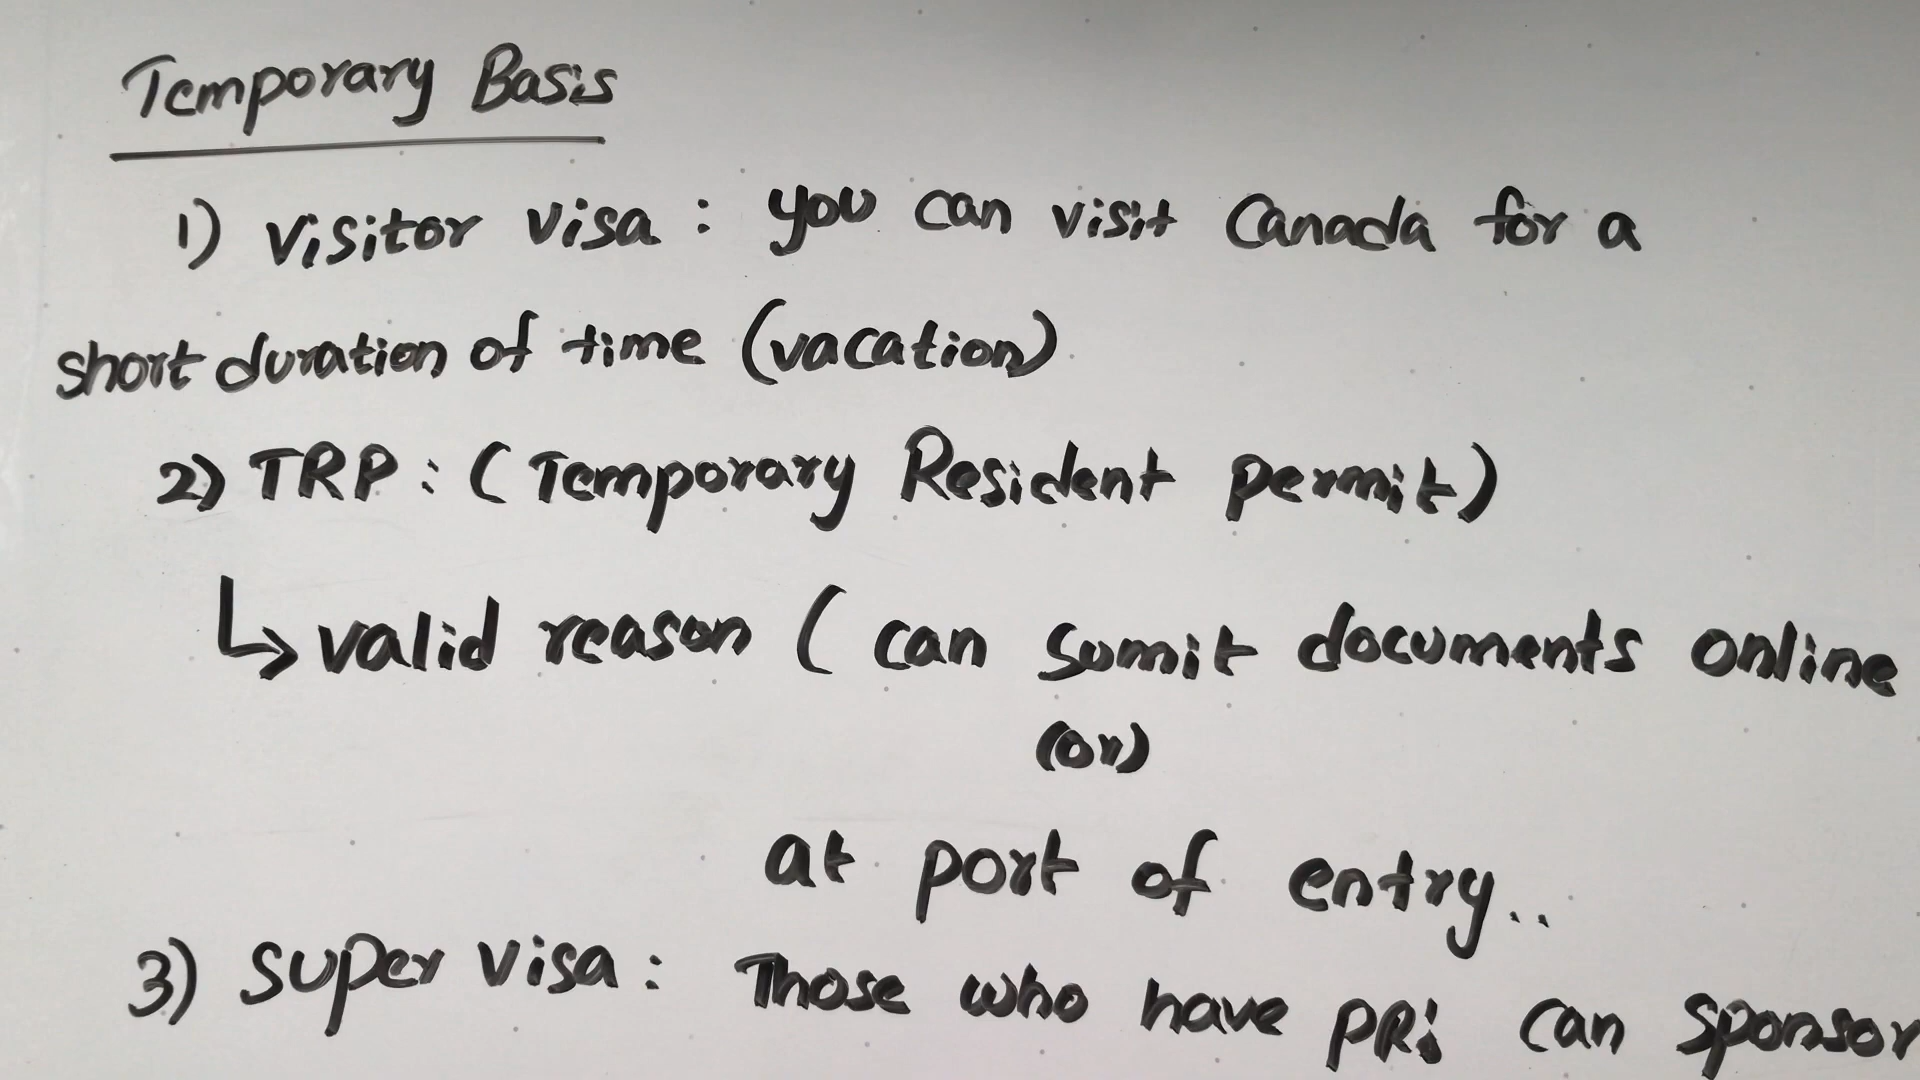 Temporary Basis
1) Visitor visa : you can visit Canada for a
short duration of time (vacation)
2) TRP : (Temporary Resident permit)
↳ valid reason ( can sumit documents online
(or)
at port of entry..
3) super visa : Those who have PR; can sponsor